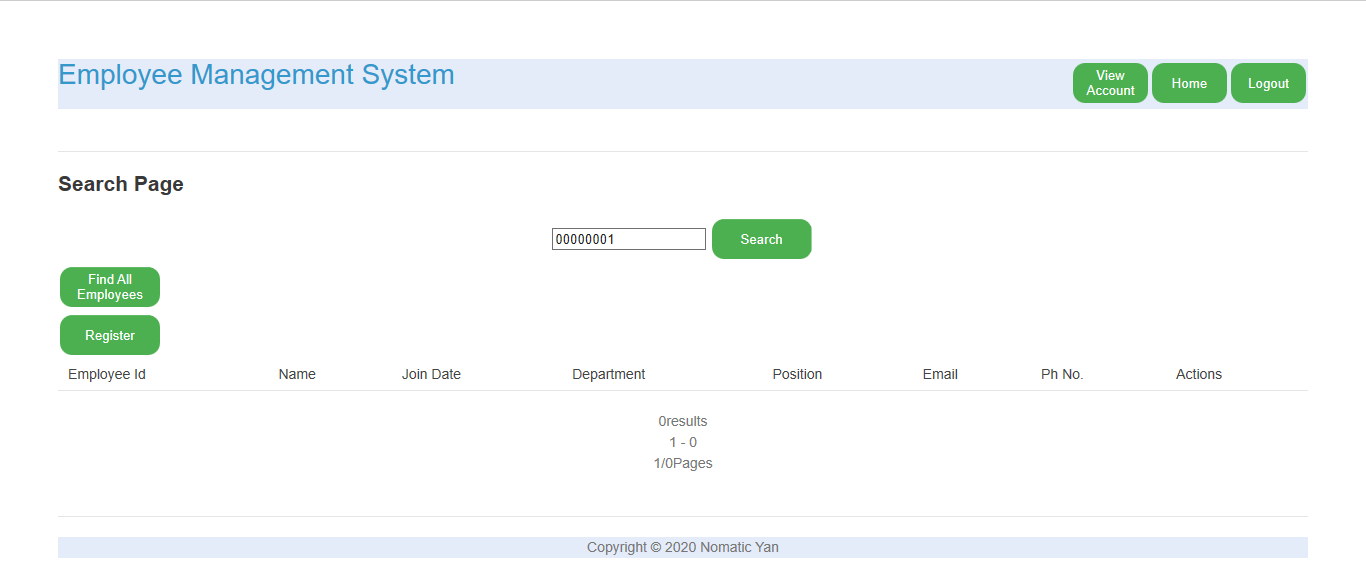 Employee Management System
View
Account
Home
Logout
Search Page
00000001
Search
Find All
Employees
Register
Employee Id Name Join Date Department Position Email Ph No. Actions
0results
1 - 0
1/0Pages
Copyright © 2020 Nomatic Yan